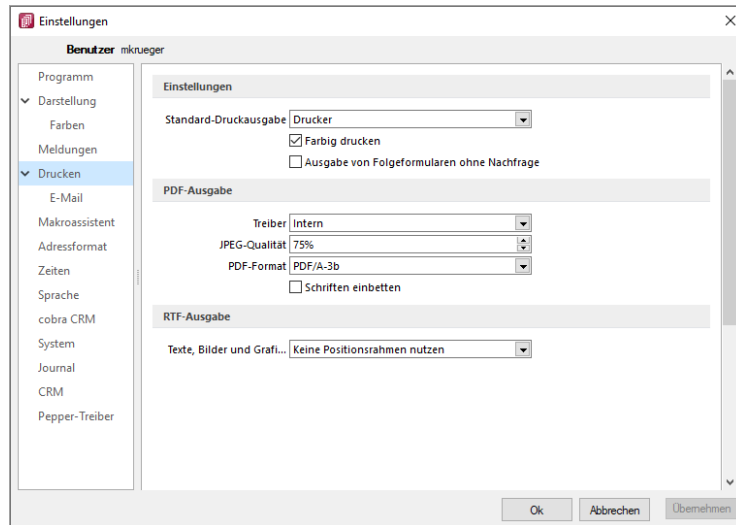 Einstellungen
Benutzer mkrueger
Programm
Darstellung
Farben
Meldungen
Drucken
E-Mail
Makroassistent
Adressformat
Zeiten
Sprache
cobra CRM
System
Journal
CRM
Pepper-Treiber
Einstellungen
Standard-Druckausgabe Drucker
Farbig drucken
Ausgabe von Folgeformularen ohne Nachfrage
PDF-Ausgabe
Treiber Intern
JPEG-Qualität 75%
PDF-Format PDF/A-3b
Schriften einbetten
RTF-Ausgabe
Texte, Bilder und Grafi... Keine Positionsrahmen nutzen
Ok Abbrechen Übernehmen